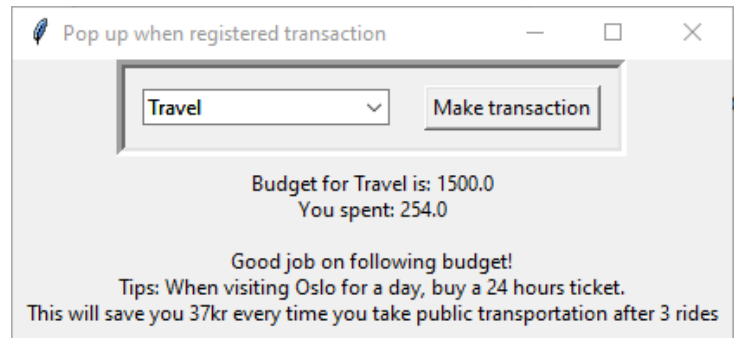 Pop up when registered transaction
Travel
Make transaction
Budget for Travel is: 1500.0
You spent: 254.0
Good job on following budget!
Tips: When visiting Oslo for a day, buy a 24 hours ticket.
This will save you 37kr every time you take public transportation after 3 rides